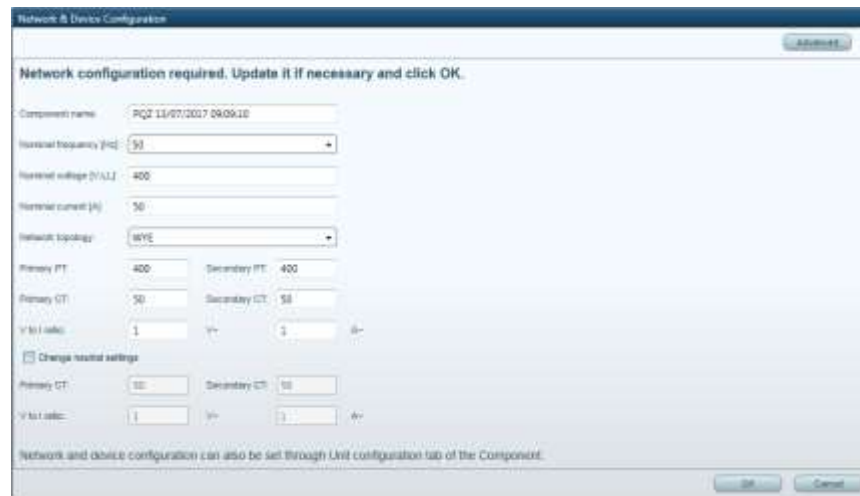 Network & Device Configuration
Advanced
Network configuration required. Update it if necessary and click OK.
Component name: PQZ 13/07/2017 09:09:10
Nominal frequency [Hz]: 50
Nominal voltage [V LL]: 400
Nominal current [A]: 50
Network topology: WYE
Primary PT: 400 Secondary PT: 400
Primary CT: 50 Secondary CT: 50
V to I ratio: 1 V~ 1 A~
Change neutral settings
Primary CT: 50 Secondary CT: 50
V to I ratio: 1 V~ 1 A~
Network and device configuration can also be set through Unit configuration tab of the Component.
OK Cancel